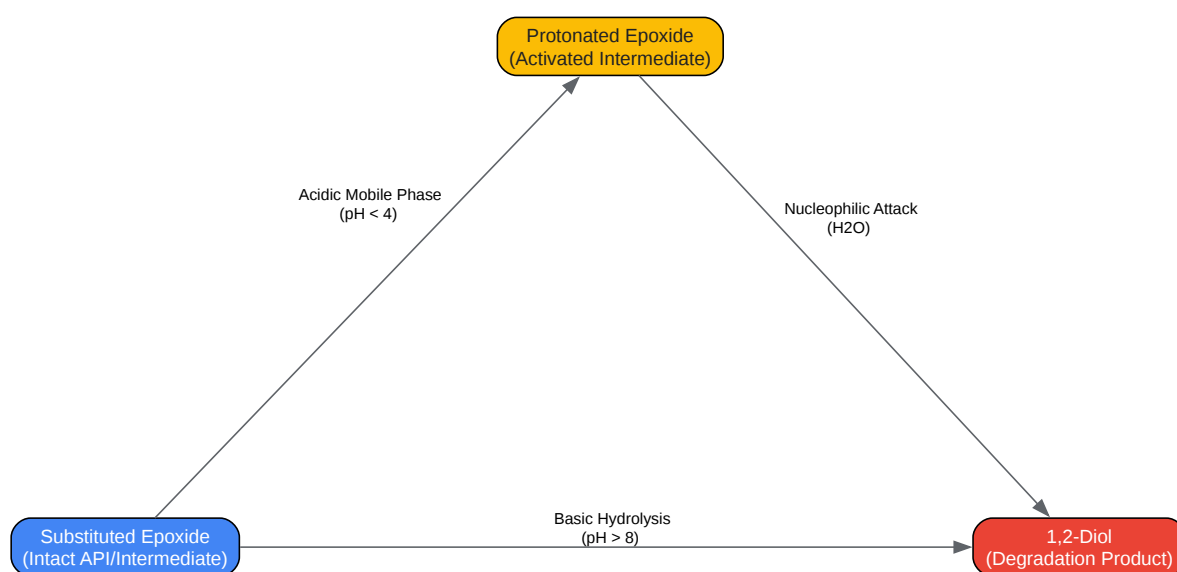 Protonated Epoxide
(Activated Intermediate)
Acidic Mobile Phase
(pH < 4)
Nucleophilic Attack
(H2O)
Basic Hydrolysis
(pH > 8)
Substituted Epoxide
(Intact API/Intermediate)
1,2-Diol
(Degradation Product)